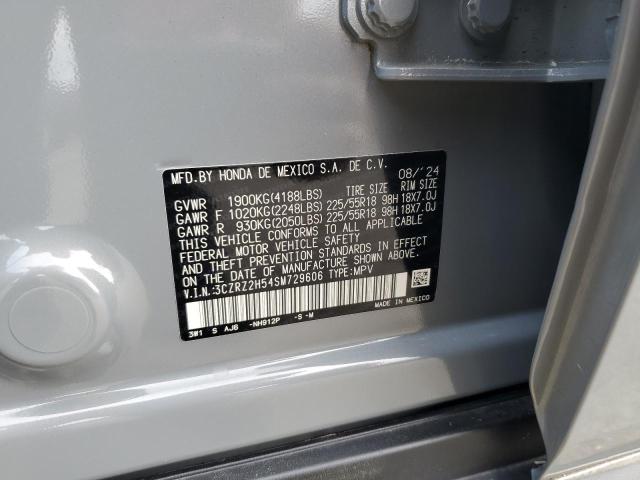 MFD.BY HONDA DE MEXICO S.A. DE C.V. 08/'24
GVWR 1900KG(4188LBS) TIRE SIZE RIM SIZE
GAWR F 1020KG(2248LBS) 225/55R18 98H 18X7.0J
GAWR R 930KG(2050LBS) 225/55R18 98H 18X7.0J
THIS VEHICLE CONFORMS TO ALL APPLICABLE
FEDERAL MOTOR VEHICLE SAFETY
STANDARDS IN EFFECT ON THE DATE OF
MANUFACTURE SHOWN ABOVE.
V.I.N.:3CZRZ2H54SM729606 TYPE:MPV
MADE IN MEXICO
3W1 S AJ6 -NH912P -S -M